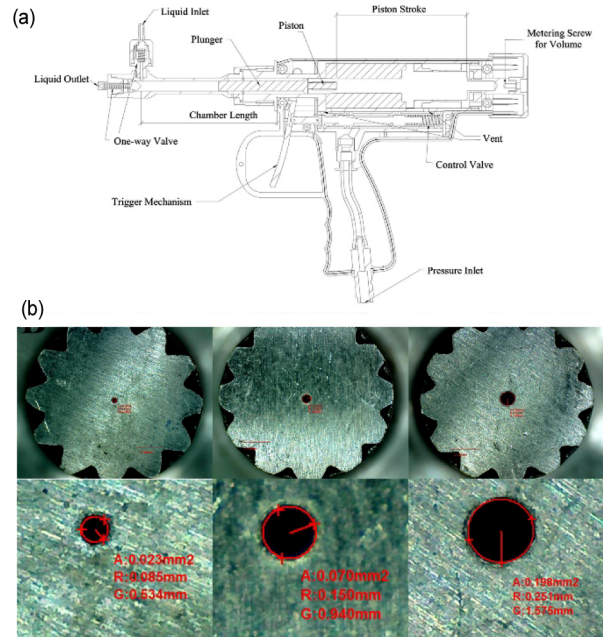 (a)
Liquid Inlet
Piston Stroke
Plunger
Piston
Metering Screw
for Volume
Liquid Outlet
Chamber Length
One-way Valve
Vent
Control Valve
Trigger Mechanism
Pressure Inlet
(b)
A:0.023mm2
R:0.085mm
G:0.534mm
A:0.070mm2
R:0.150mm
G:0.940mm
A:0.198mm2
R:0.251mm
G:1.575mm